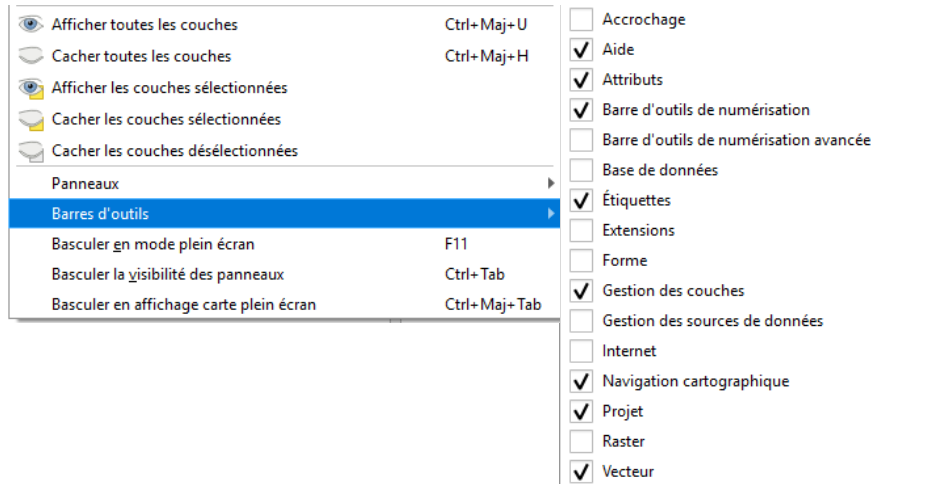 Afficher toutes les couches Ctrl+Maj+U
Cacher toutes les couches Ctrl+Maj+H
Afficher les couches sélectionnées
Cacher les couches sélectionnées
Cacher les couches désélectionnées
Panneaux
Barres d'outils
Basculer en mode plein écran F11
Basculer la visibilité des panneaux Ctrl+Tab
Basculer en affichage carte plein écran Ctrl+Maj+Tab
Accrochage
Aide
Attributs
Barre d'outils de numérisation
Barre d'outils de numérisation avancée
Base de données
Étiquettes
Extensions
Forme
Gestion des couches
Gestion des sources de données
Internet
Navigation cartographique
Projet
Raster
Vecteur